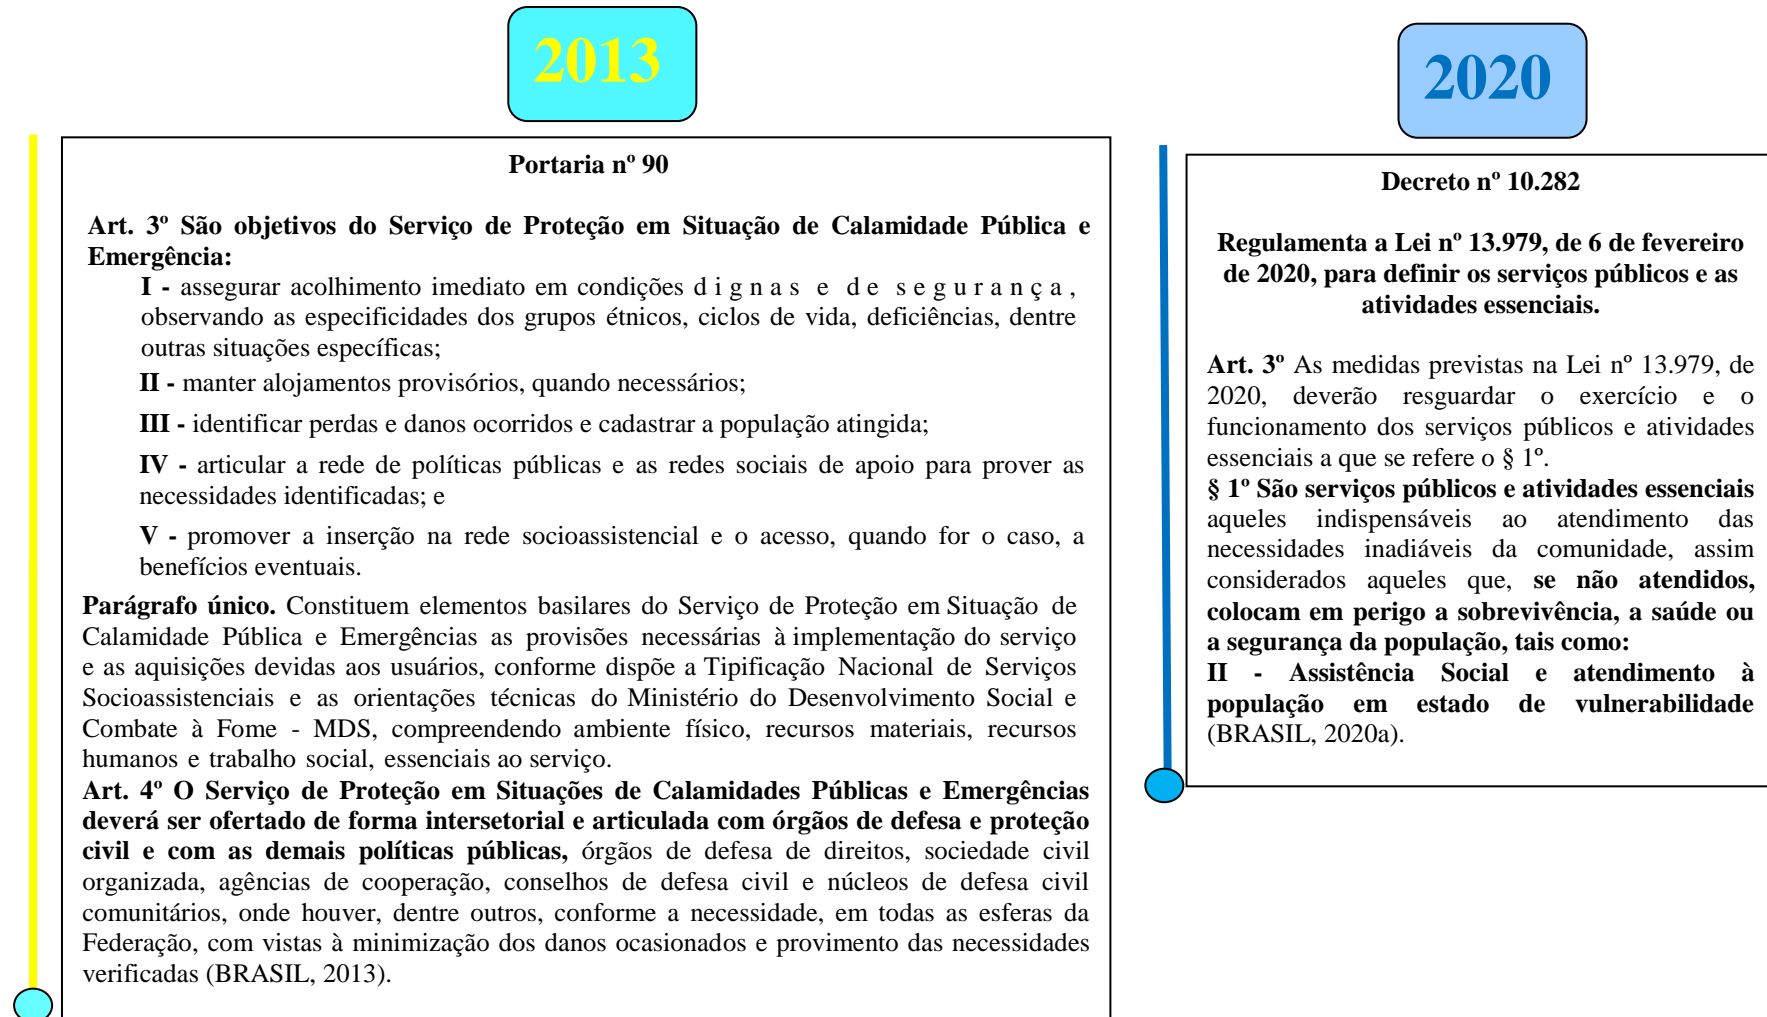 2013
Portaria nº 90
Art. 3º São objetivos do Serviço de Proteção em Situação de Calamidade Pública e
Emergência:
I - assegurar acolhimento imediato em condições d i g n a s e d e s e g u r a n ç a ,
observando as especificidades dos grupos étnicos, ciclos de vida, deficiências, dentre
outras situações específicas;
II - manter alojamentos provisórios, quando necessários;
III - identificar perdas e danos ocorridos e cadastrar a população atingida;
IV - articular a rede de políticas públicas e as redes sociais de apoio para prover as
necessidades identificadas; e
V - promover a inserção na rede socioassistencial e o acesso, quando for o caso, a
benefícios eventuais.
Parágrafo único. Constituem elementos basilares do Serviço de Proteção em Situação de
Calamidade Pública e Emergências as provisões necessárias à implementação do serviço
e as aquisições devidas aos usuários, conforme dispõe a Tipificação Nacional de Serviços
Socioassistenciais e as orientações técnicas do Ministério do Desenvolvimento Social e
Combate à Fome - MDS, compreendendo ambiente físico, recursos materiais, recursos
humanos e trabalho social, essenciais ao serviço.
Art. 4º O Serviço de Proteção em Situações de Calamidades Públicas e Emergências
deverá ser ofertado de forma intersetorial e articulada com órgãos de defesa e proteção
civil e com as demais políticas públicas, órgãos de defesa de direitos, sociedade civil
organizada, agências de cooperação, conselhos de defesa civil e núcleos de defesa civil
comunitários, onde houver, dentre outros, conforme a necessidade, em todas as esferas da
Federação, com vistas à minimização dos danos ocasionados e provimento das necessidades
verificadas (BRASIL, 2013).
2020
Decreto nº 10.282
Regulamenta a Lei nº 13.979, de 6 de fevereiro
de 2020, para definir os serviços públicos e as
atividades essenciais.
Art. 3º As medidas previstas na Lei nº 13.979, de
2020, deverão resguardar o exercício e o
funcionamento dos serviços públicos e atividades
essenciais a que se refere o § 1º.
§ 1º São serviços públicos e atividades essenciais
aqueles indispensáveis ao atendimento das
necessidades inadiáveis da comunidade, assim
considerados aqueles que, se não atendidos,
colocam em perigo a sobrevivência, a saúde ou
a segurança da população, tais como:
II - Assistência Social e atendimento à
população em estado de vulnerabilidade
(BRASIL, 2020a).